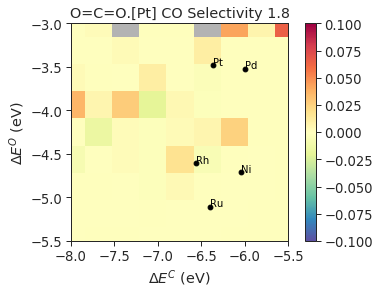 O=C=O.[Pt] CO Selectivity 1.8
−3.0
−3.5
−4.0
−4.5
−5.0
−5.5
ΔE^O (eV)
Pt
Pd
Rh
Ni
Ru
−8.0 −7.5 −7.0 −6.5 −6.0 −5.5
ΔE^C (eV)
0.100
0.075
0.050
0.025
0.000
−0.025
−0.050
−0.075
−0.100